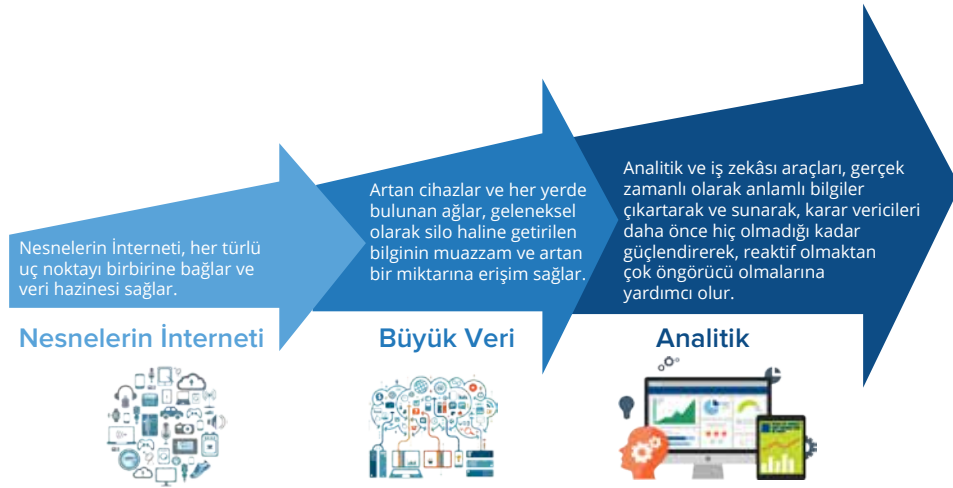 Nesnelerin İnterneti, her türlü
uç noktayı birbirine bağlar ve
veri hazinesi sağlar.
Nesnelerin İnterneti
Artan cihazlar ve her yerde
bulunan ağlar, geleneksel
olarak silo haline getirilen
bilginin muazzam ve artan
bir miktarına erişim sağlar.
Büyük Veri
Analitik ve iş zekâsı araçları, gerçek
zamanlı olarak anlamlı bilgiler
çıkartarak ve sunarak, karar vericileri
daha önce hiç olmadığı kadar
güçlendirerek, reaktif olmaktan
çok öngörücü olmalarına
yardımcı olur.
Analitik